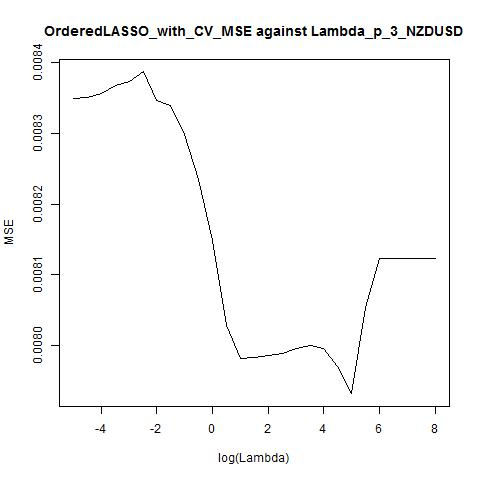 OrderedLASSO_with_CV_MSE against Lambda_p_3_NZDUSD
MSE
0.0084
0.0083
0.0082
0.0081
0.0080
-4 -2 0 2 4 6 8
log(Lambda)